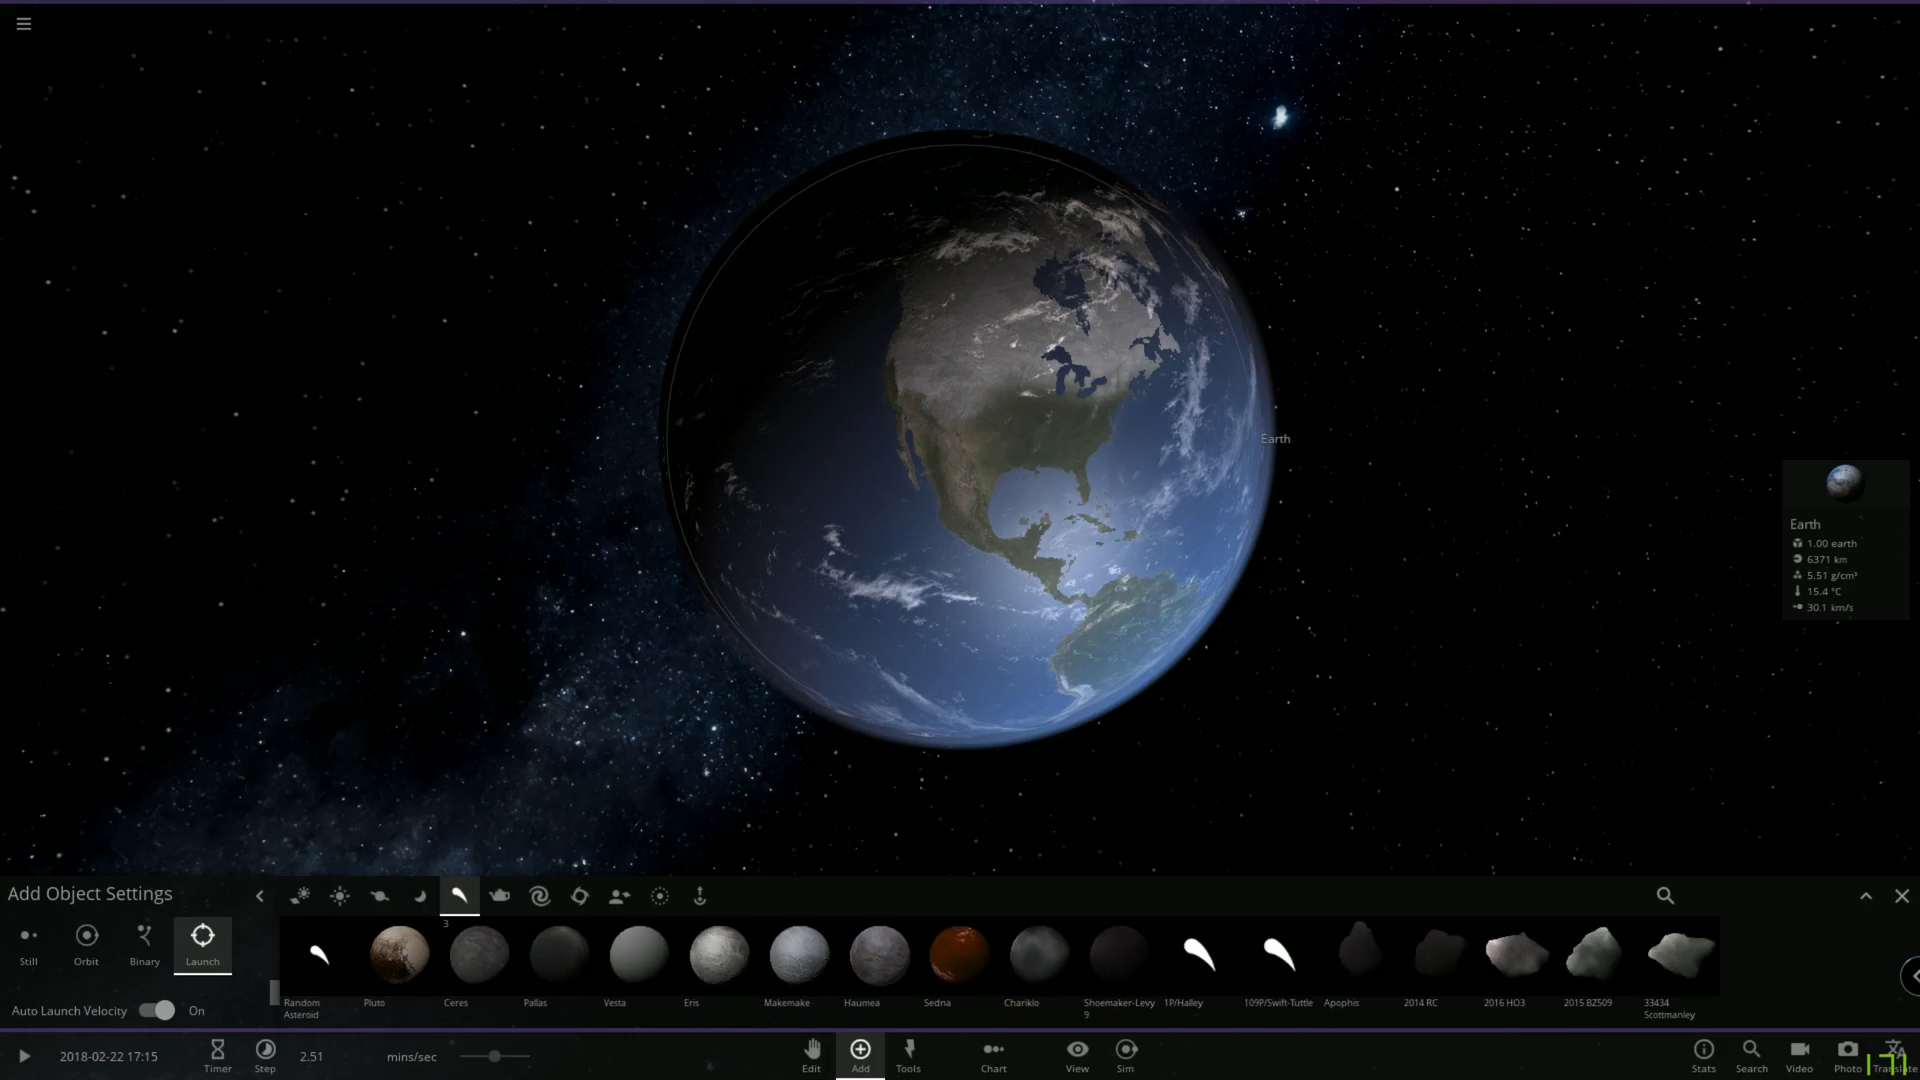 Earth
Earth
1.00 earth
6371 km
5.51 g/cm³
15.4 °C
30.1 km/s
Add Object Settings
Still
Orbit
Binary
Launch
Auto Launch Velocity
On
3
Random Asteroid
Pluto
Ceres
Pallas
Vesta
Eris
Makemake
Haumea
Sedna
Chariklo
Shoemaker-Levy 9
1P/Halley
109P/Swift-Tuttle
Apophis
2014 RC
2016 HO3
2015 BZ509
33434 Scottmanley
2018-02-22 17:15
Timer
Step
2.51
mins/sec
Edit
Add
Tools
Chart
View
Sim
Stats
Search
Video
Photo
Translate
171